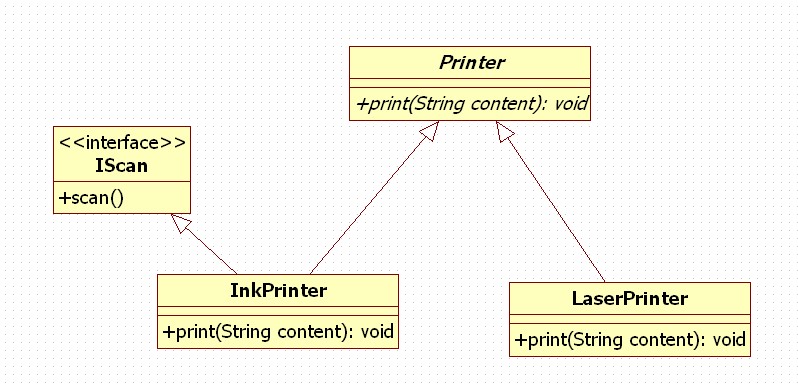 Printer
+print(String content): void
<<interface>>
IScan
+scan()
InkPrinter
+print(String content): void
LaserPrinter
+print(String content): void